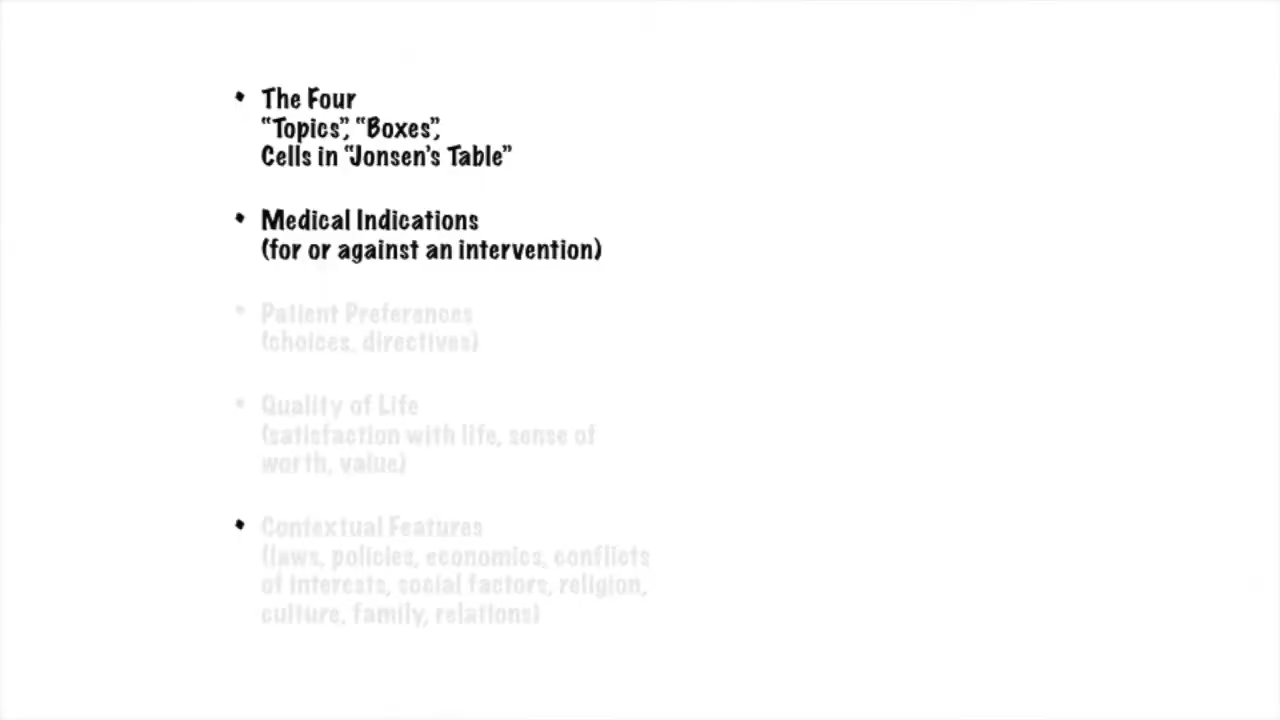 • The Four
“Topics”, “Boxes”,
Cells in “Jonsen’s Table”
• Medical Indications
(for or against an intervention)
• Patient Preferences
(choices, directives)
• Quality of Life
(satisfaction with life, sense of
worth, value)
• Contextual Features
(laws, policies, economics, conflicts
of interests, social factors, religion,
culture, family, relations)